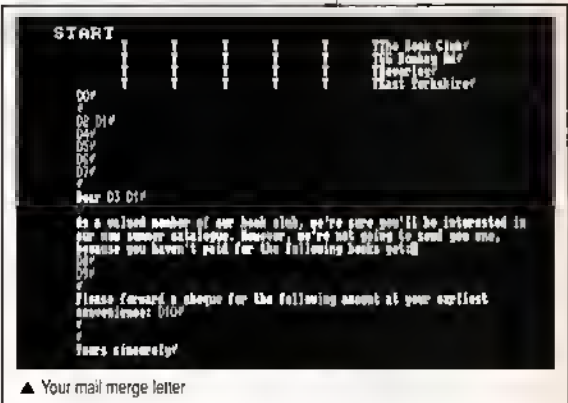 START
T T T T T The Book Club
T T T T T
T T T T T Beverley
T T T T T East Yorkshire
D0
D2 D1
D4
D5
D6
D7
Dear D3 D1
As a valued member of our book club, we're sure you'll be interested in
our new summer catalogue. However, we're not going to send you one,
because you haven't paid for the following books yet:
D8
D9
Please forward a cheque for the following amount at your earliest
convenience: D10
Yours sincerely
▲ Your mail merge letter